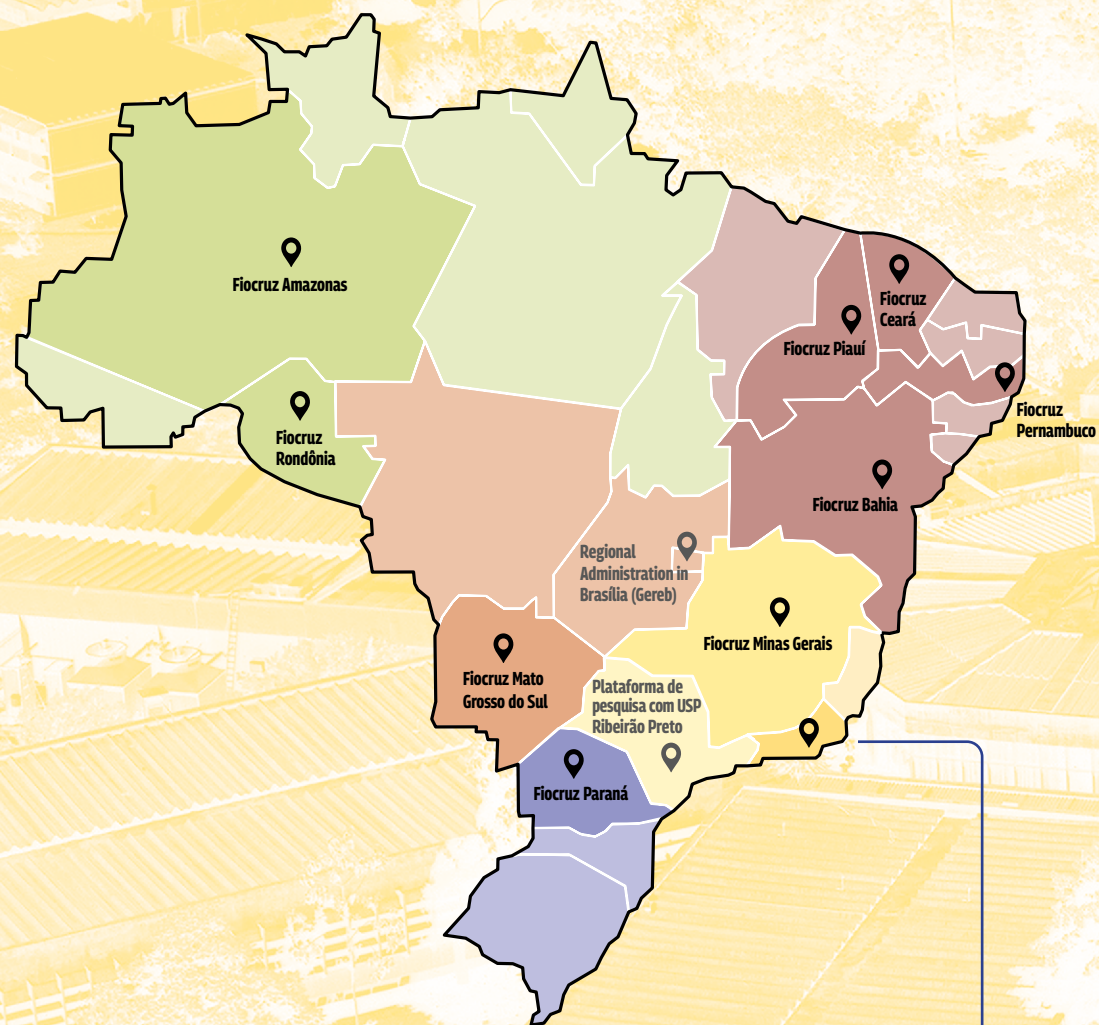 Fiocruz Amazonas
Fiocruz
Ceará
Fiocruz Piauí
Fiocruz
Pernambuco
Fiocruz
Rondônia
Fiocruz Bahia
Regional
Administration in
Brasília (Gereb)
Fiocruz Minas Gerais
Fiocruz Mato
Grosso do Sul
Plataforma de
pesquisa com USP
Ribeirão Preto
Fiocruz Paraná